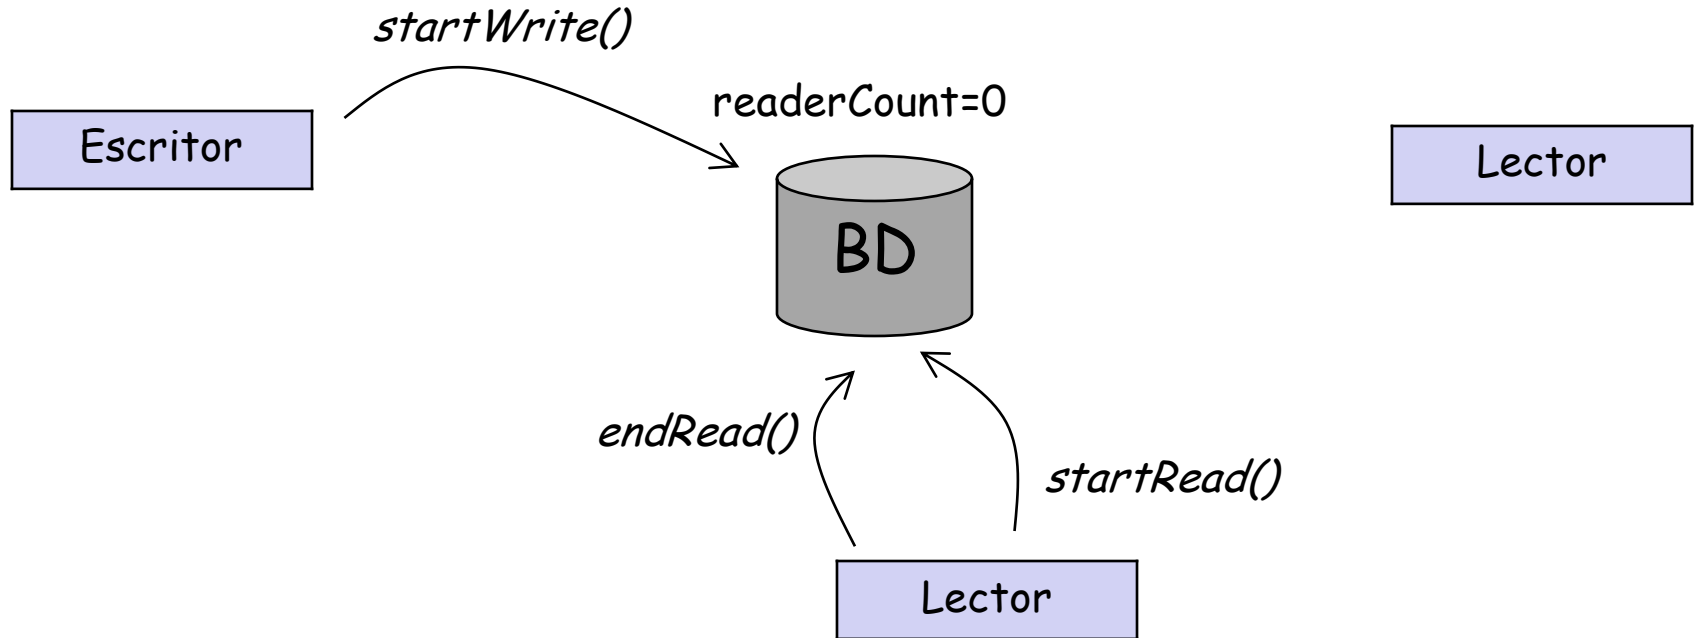 startWrite()
readerCount=0
Escritor
Lector
BD
endRead()
startRead()
Lector